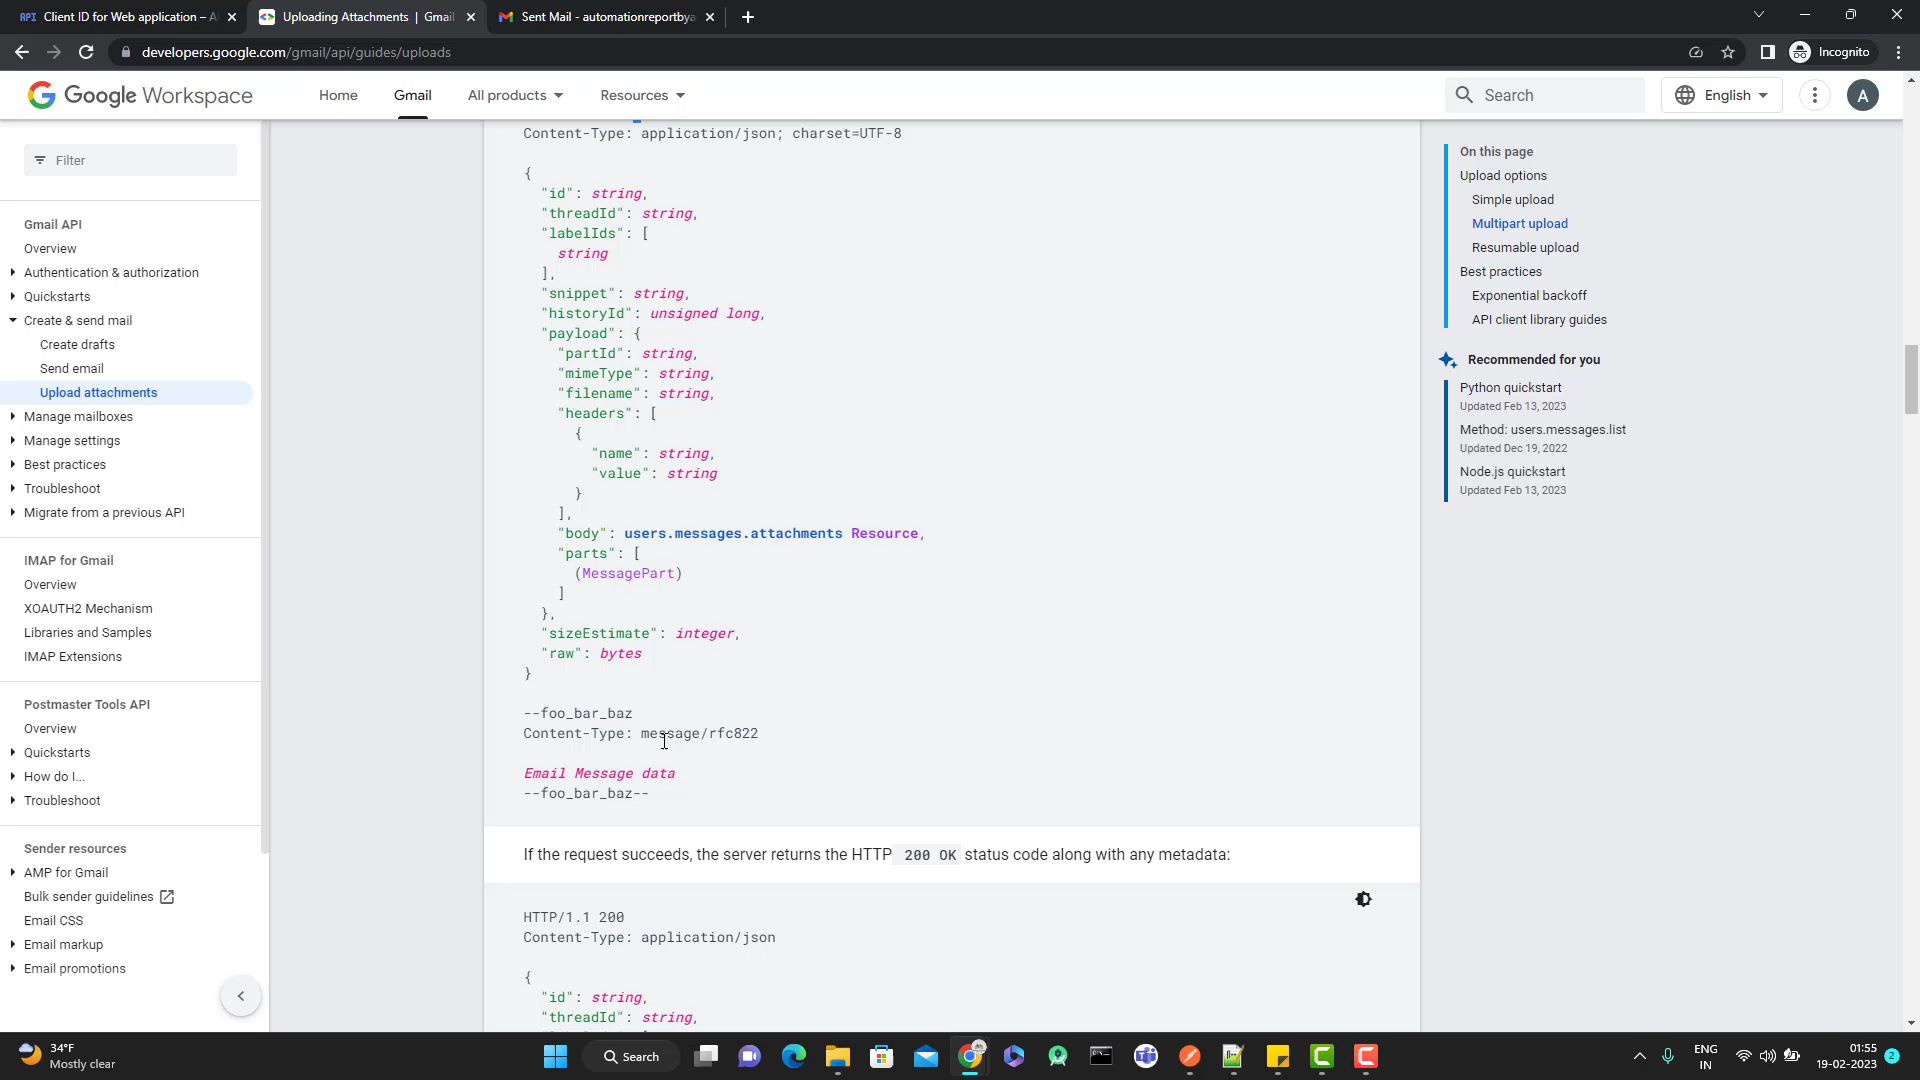 API Client ID for Web application – A
Uploading Attachments | Gmail
Sent Mail - automationreportbya
developers.google.com/gmail/api/guides/uploads
Incognito
Google Workspace
Home
Gmail
All products
Resources
Search
English
A
Filter
Gmail API
Overview
Authentication & authorization
Quickstarts
Create & send mail
Create drafts
Send email
Upload attachments
Manage mailboxes
Manage settings
Best practices
Troubleshoot
Migrate from a previous API
IMAP for Gmail
Overview
XOAUTH2 Mechanism
Libraries and Samples
IMAP Extensions
Postmaster Tools API
Overview
Quickstarts
How do I...
Troubleshoot
Sender resources
AMP for Gmail
Bulk sender guidelines
Email CSS
Email markup
Email promotions
Content-Type: application/json; charset=UTF-8
{
"id": string,
"threadId": string,
"labelIds": [
string
],
"snippet": string,
"historyId": unsigned long,
"payload": {
"partId": string,
"mimeType": string,
"filename": string,
"headers": [
{
"name": string,
"value": string
}
],
"body": users.messages.attachments Resource,
"parts": [
(MessagePart)
]
},
"sizeEstimate": integer,
"raw": bytes
}
--foo_bar_baz
Content-Type: message/rfc822
Email Message data
--foo_bar_baz--
If the request succeeds, the server returns the HTTP 200 OK status code along with any metadata:
HTTP/1.1 200
Content-Type: application/json
{
"id": string,
"threadId": string,
On this page
Upload options
Simple upload
Multipart upload
Resumable upload
Best practices
Exponential backoff
API client library guides
Recommended for you
Python quickstart
Updated Feb 13, 2023
Method: users.messages.list
Updated Dec 19, 2022
Node.js quickstart
Updated Feb 13, 2023
34°F
Mostly clear
Search
ENG
IN
01:55
19-02-2023
2